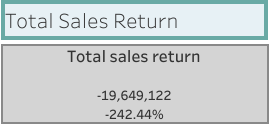 Total Sales Return
Total sales return
-19,649,122
-242.44%